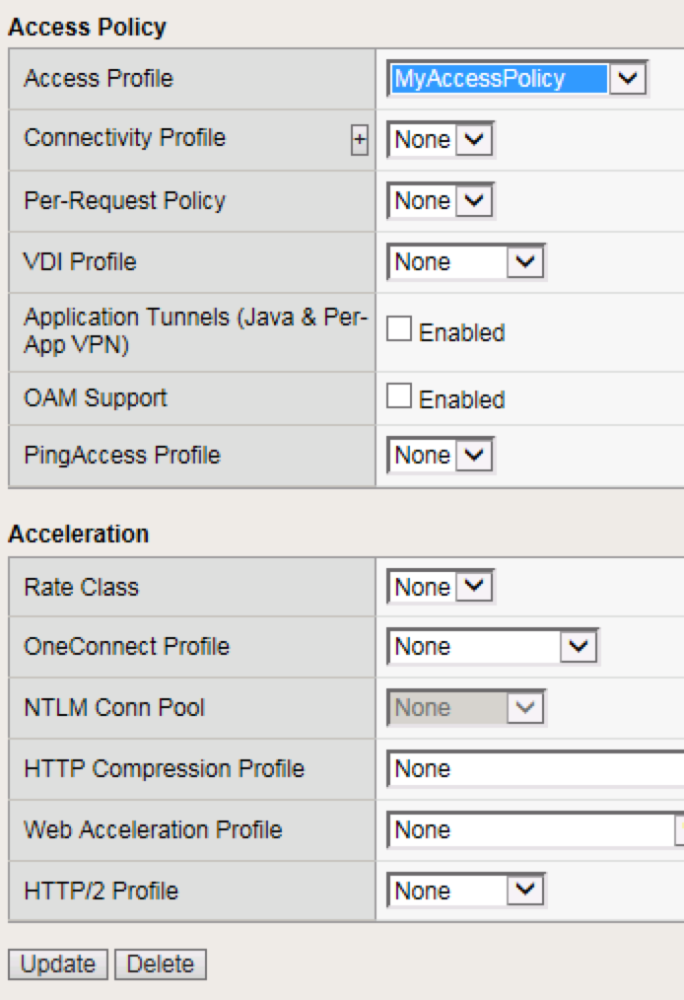 Access Policy
Access Profile MyAccessPolicy
Connectivity Profile + None
Per-Request Policy None
VDI Profile None
Application Tunnels (Java & Per-
App VPN) Enabled
OAM Support Enabled
PingAccess Profile None
Acceleration
Rate Class None
OneConnect Profile None
NTLM Conn Pool None
HTTP Compression Profile None
Web Acceleration Profile None
HTTP/2 Profile None
Update Delete